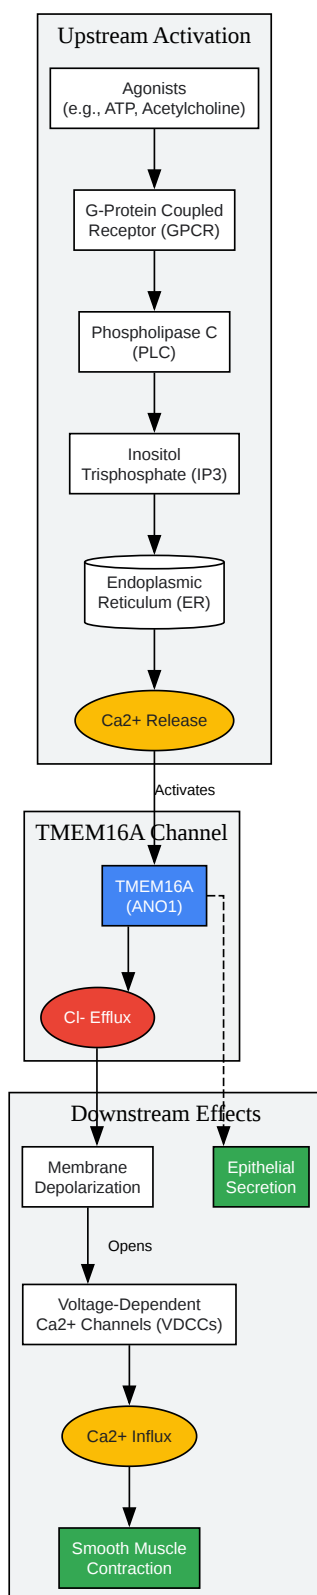 Upstream Activation
Agonists
(e.g., ATP, Acetylcholine)
G-Protein Coupled
Receptor (GPCR)
Phospholipase C
(PLC)
Inositol
Trisphosphate (IP3)
Endoplasmic
Reticulum (ER)
Ca2+ Release
Activates
TMEM16A Channel
TMEM16A
(ANO1)
Cl- Efflux
Downstream Effects
Membrane
Depolarization
Epithelial
Secretion
Opens
Voltage-Dependent
Ca2+ Channels (VDCCs)
Ca2+ Influx
Smooth Muscle
Contraction